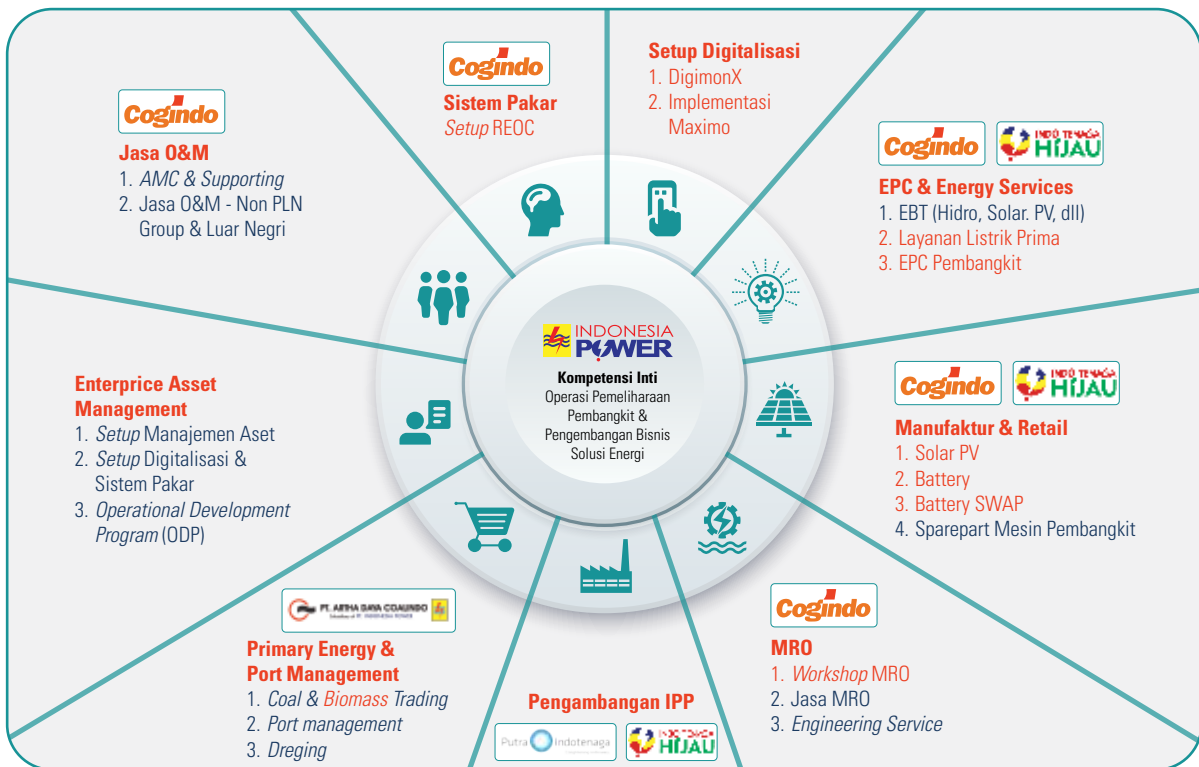 Cogindo
Sistem Pakar
Setup REOC
Setup Digitalisasi
1. DigimonX
2. Implementasi
Maximo
Cogindo
INDO TENAGA
HIJAU
EPC & Energy Services
1. EBT (Hidro, Solar. PV, dll)
2. Layanan Listrik Prima
3. EPC Pembangkit
Cogindo
INDO TENAGA
HIJAU
Manufaktur & Retail
1. Solar PV
2. Battery
3. Battery SWAP
4. Sparepart Mesin Pembangkit
Cogindo
MRO
1. Workshop MRO
2. Jasa MRO
3. Engineering Service
Pengambangan IPP
Putra Indotenaga
INDO TENAGA
HIJAU
PT. ARTHA DAYA COALINDO
Subsidiary of PT. INDONESIA POWER
Primary Energy &
Port Management
1. Coal & Biomass Trading
2. Port management
3. Dreging
Enterprice Asset
Management
1. Setup Manajemen Aset
2. Setup Digitalisasi &
Sistem Pakar
3. Operational Development
Program (ODP)
Cogindo
Jasa O&M
1. AMC & Supporting
2. Jasa O&M - Non PLN
Group & Luar Negri
INDONESIA
POWER
Kompetensi Inti
Operasi Pemeliharaan
Pembangkit &
Pengembangan Bisnis
Solusi Energi